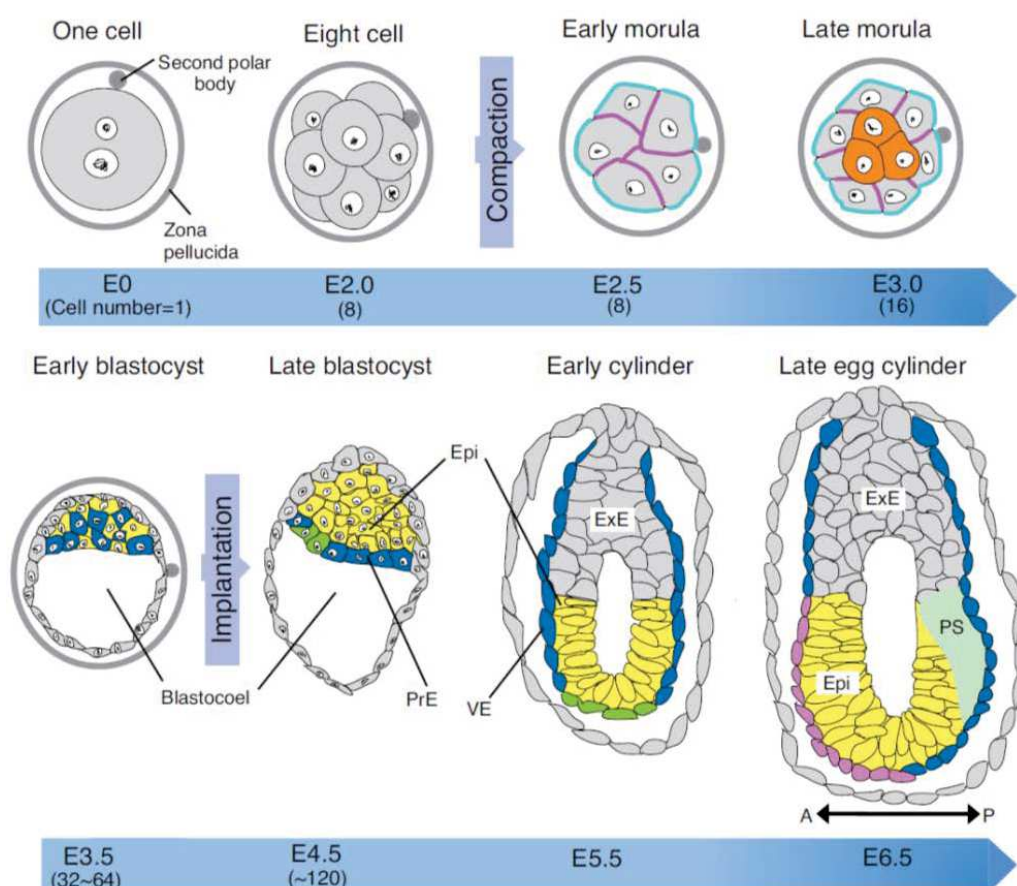 One cell
Eight cell
Early morula
Late morula
Second polar
body
Compaction
Zona
pellucida
E0
(Cell number=1)
E2.0
(8)
E2.5
(8)
E3.0
(16)
Early blastocyst
Late blastocyst
Early cylinder
Late egg cylinder
Epi
ExE
ExE
Implantation
PS
Epi
Blastocoel
PrE
VE
A
P
E3.5
(32~64)
E4.5
(~120)
E5.5
E6.5